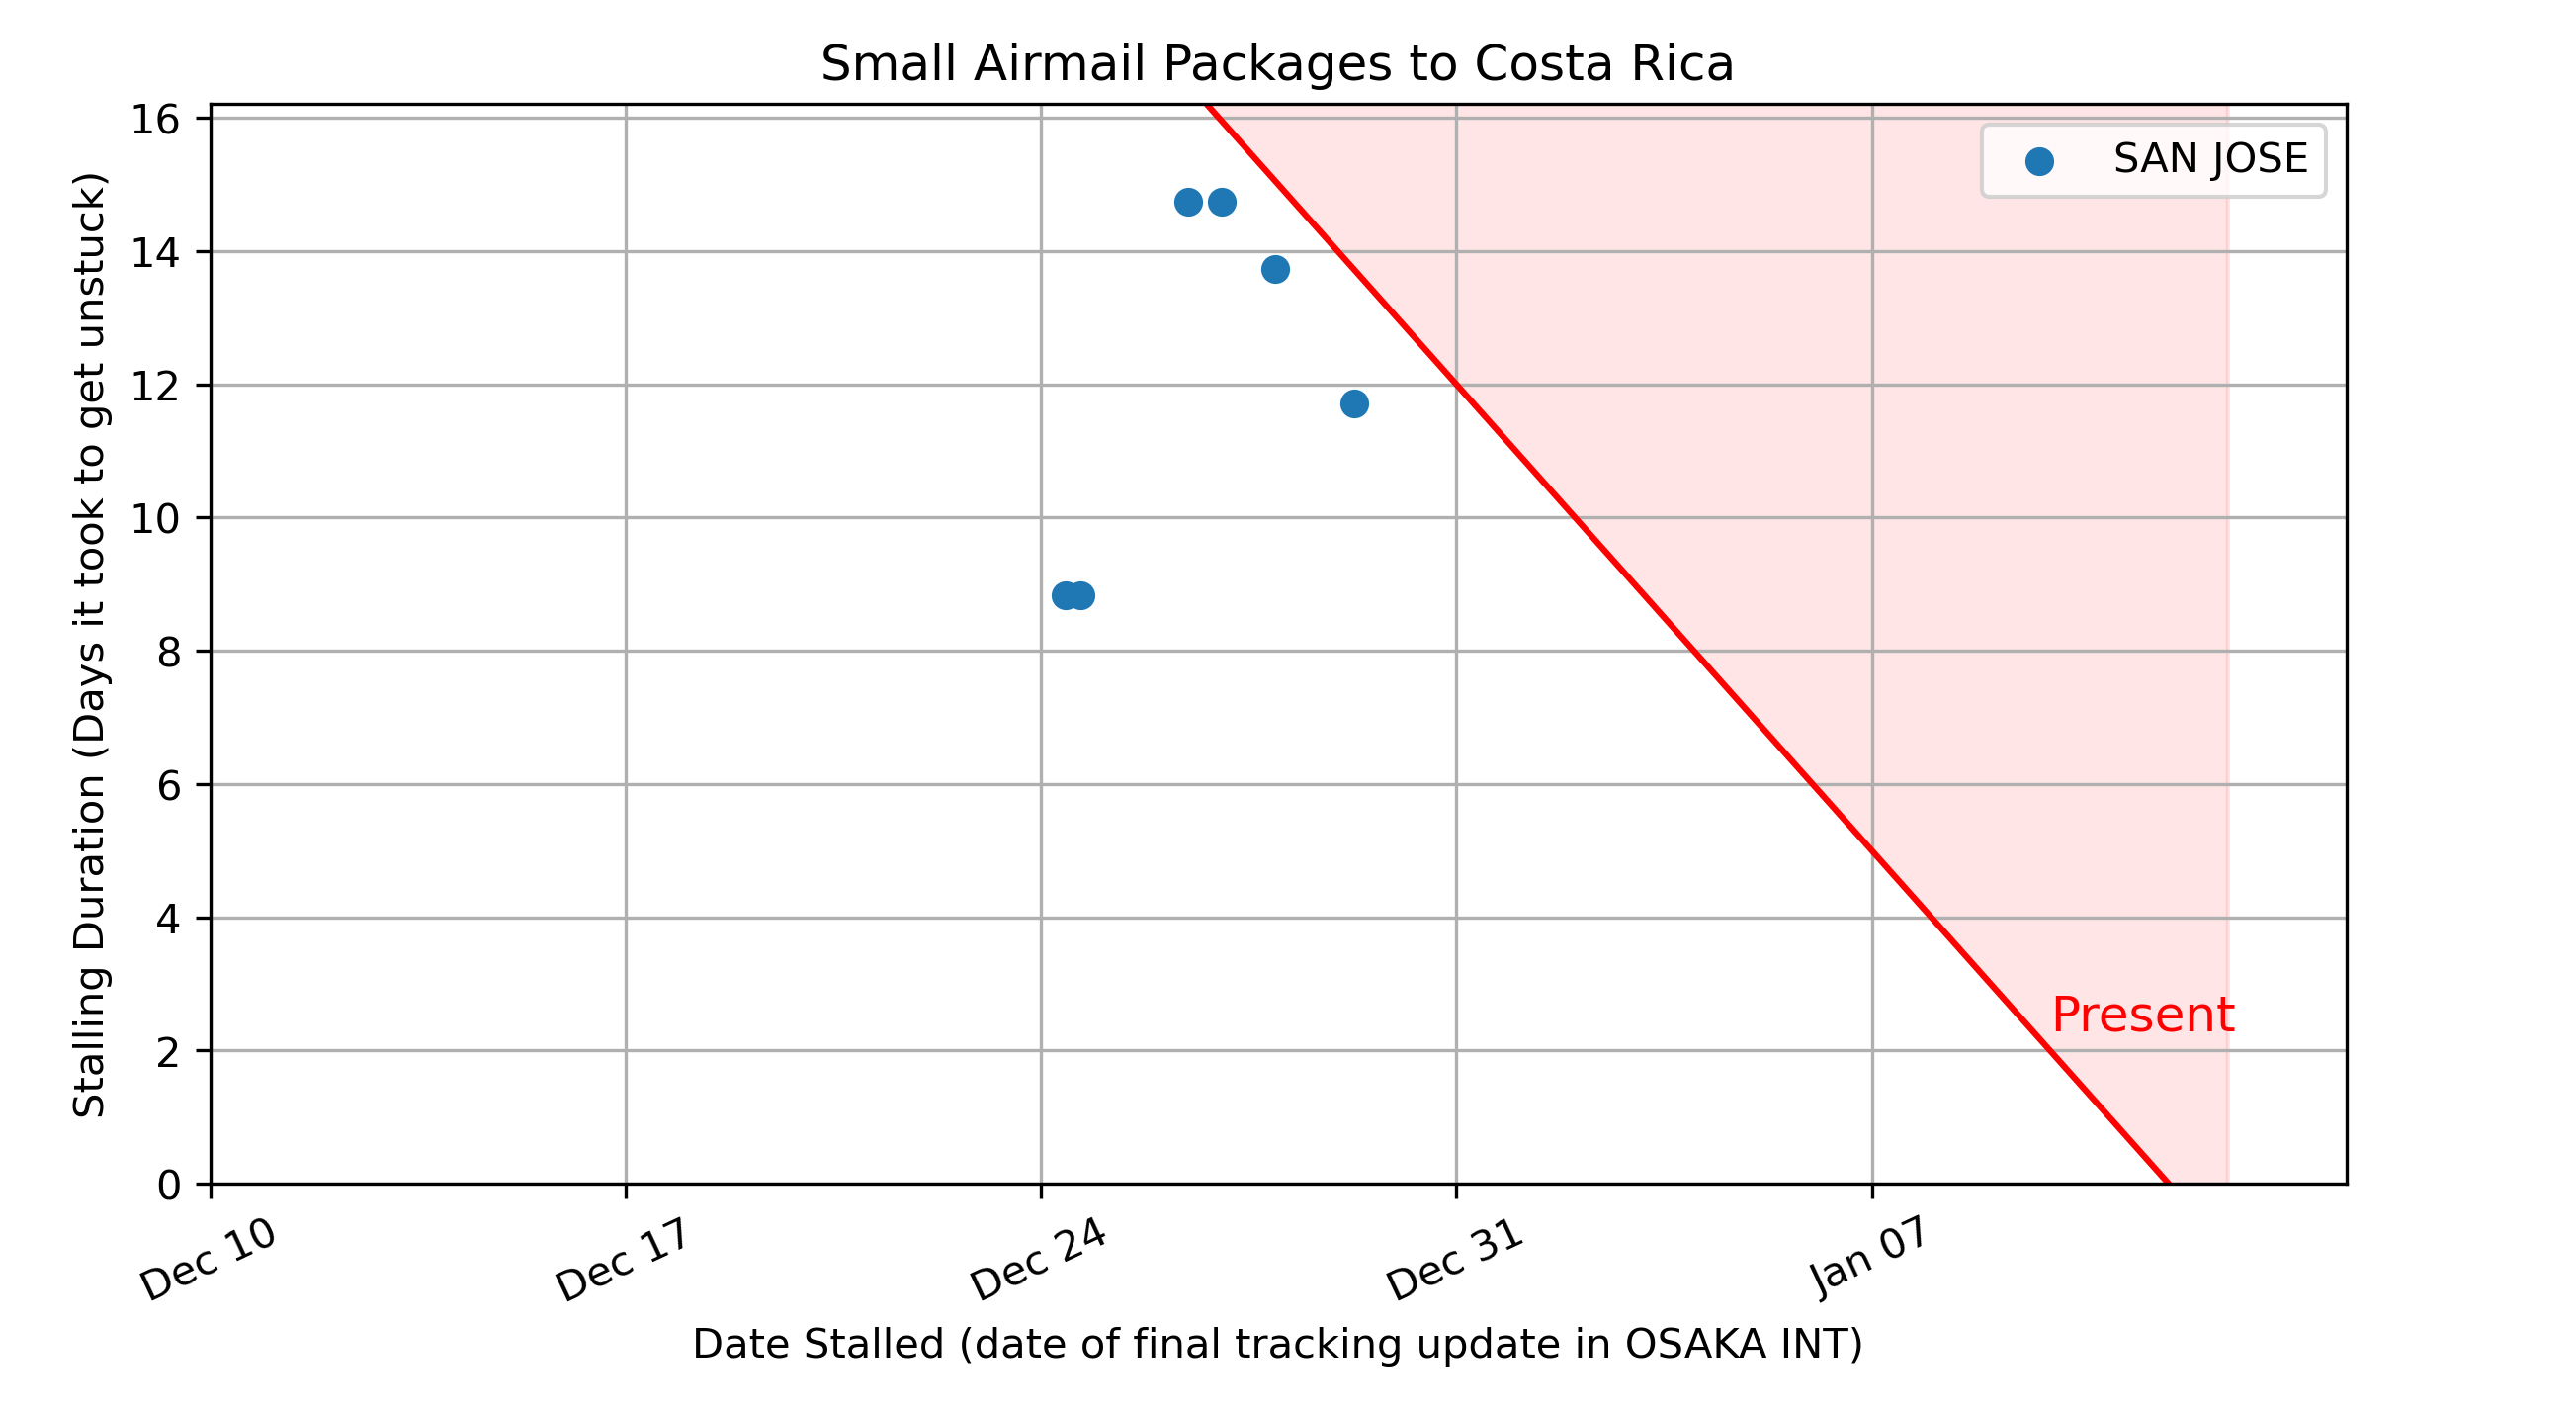 Small Airmail Packages to Costa Rica
Stalling Duration (Days it took to get unstuck)
16
14
12
10
8
6
4
2
0
SAN JOSE
Present
Dec 10
Dec 17
Dec 24
Dec 31
Jan 07
Date Stalled (date of final tracking update in OSAKA INT)